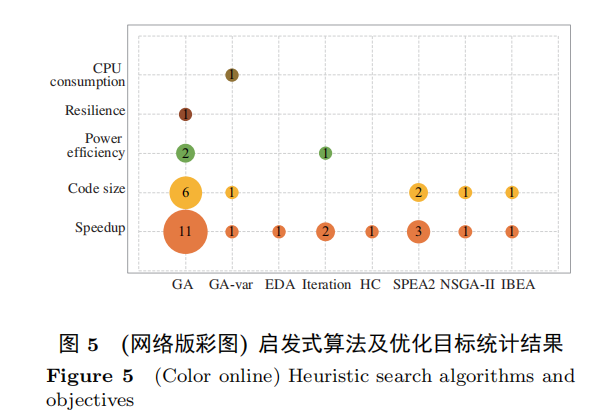 CPU
consumption
1
Resilience
1
Power
efficiency
2
1
Code size
6
1
2
1
1
Speedup
11
1
1
2
1
3
1
1
GA GA-var EDA Iteration HC SPEA2 NSGA-II IBEA
图 5 (网络版彩图) 启发式算法及优化目标统计结果
Figure 5 (Color online) Heuristic search algorithms and
objectives